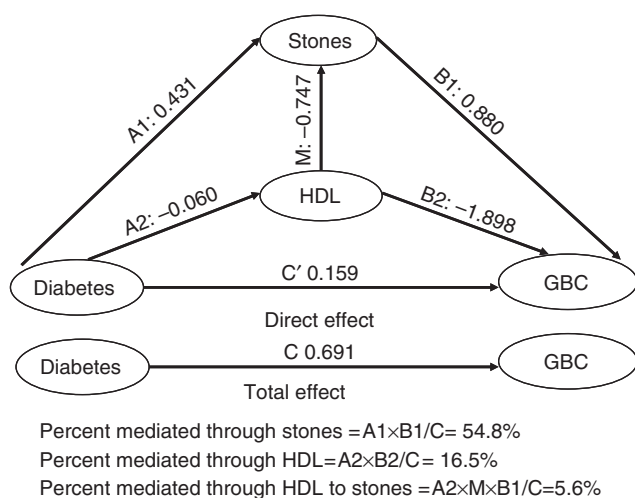 Stones
A1: 0.431
B1: 0.880
M: −0.747
A2: −0.060
HDL
B2: −1.898
Diabetes
C′ 0.159
GBC
Direct effect
Diabetes
C 0.691
GBC
Total effect
Percent mediated through stones =A1×B1/C= 54.8%
Percent mediated through HDL=A2×B2/C= 16.5%
Percent mediated through HDL to stones =A2×M×B1/C=5.6%